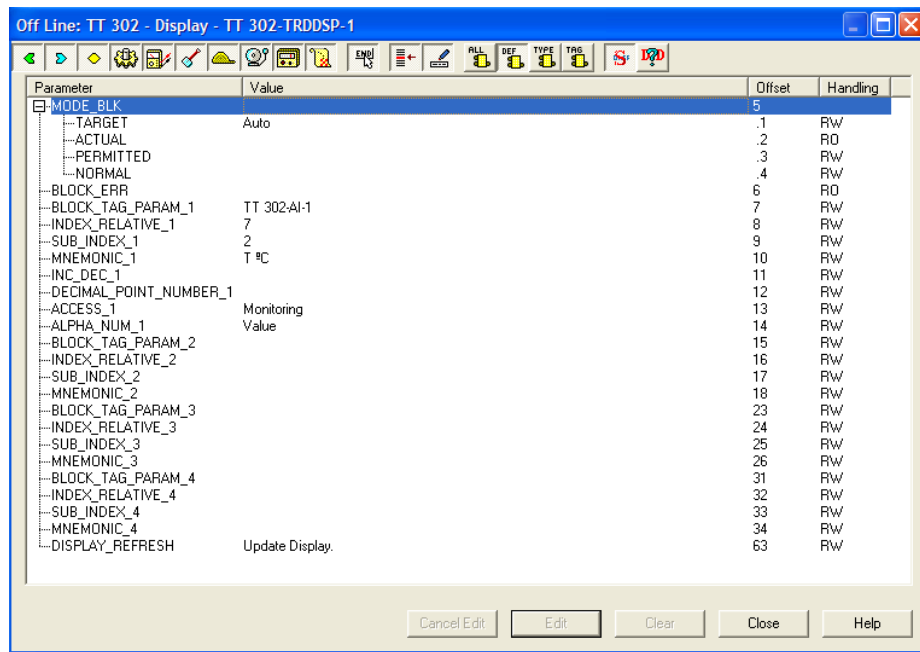 Off Line: TT 302 - Display - TT 302-TRDDSP-1
END ALL DEF TYPE TAG S D?D
Parameter Value Offset Handling
MODE_BLK 5
TARGET Auto .1 RW
ACTUAL .2 RO
PERMITTED .3 RW
NORMAL .4 RW
BLOCK_ERR 6 RO
BLOCK_TAG_PARAM_1 TT 302-AI-1 7 RW
INDEX_RELATIVE_1 7 8 RW
SUB_INDEX_1 2 9 RW
MNEMONIC_1 T ºC 10 RW
INC_DEC_1 11 RW
DECIMAL_POINT_NUMBER_1 12 RW
ACCESS_1 Monitoring 13 RW
ALPHA_NUM_1 Value 14 RW
BLOCK_TAG_PARAM_2 15 RW
INDEX_RELATIVE_2 16 RW
SUB_INDEX_2 17 RW
MNEMONIC_2 18 RW
BLOCK_TAG_PARAM_3 23 RW
INDEX_RELATIVE_3 24 RW
SUB_INDEX_3 25 RW
MNEMONIC_3 26 RW
BLOCK_TAG_PARAM_4 31 RW
INDEX_RELATIVE_4 32 RW
SUB_INDEX_4 33 RW
MNEMONIC_4 34 RW
DISPLAY_REFRESH Update Display. 63 RW
Cancel Edit Edit Clear Close Help